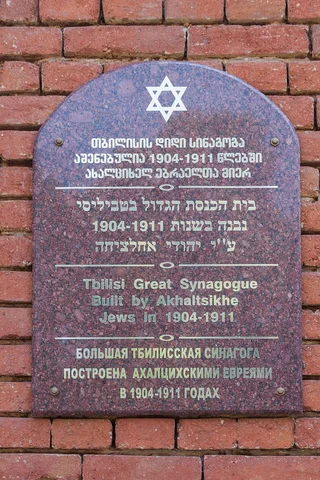 თბილისის დიდი სინაგოგა
აშენებულია 1904-1911 წლებში
ახალციხელ ებრაელთა მიერ
בית הכנסת הגדול בטביליסי
נבנה בשנות 1904-1911
ע''י יהודי אחלציחה
Tbilisi Great Synagogue
Built by Akhaltsikhe
Jews in 1904-1911
БОЛЬШАЯ ТБИЛИССКАЯ СИНАГОГА
ПОСТРОЕНА АХАЛЦИХСКИМИ ЕВРЕЯМИ
В 1904-1911 ГОДАХ